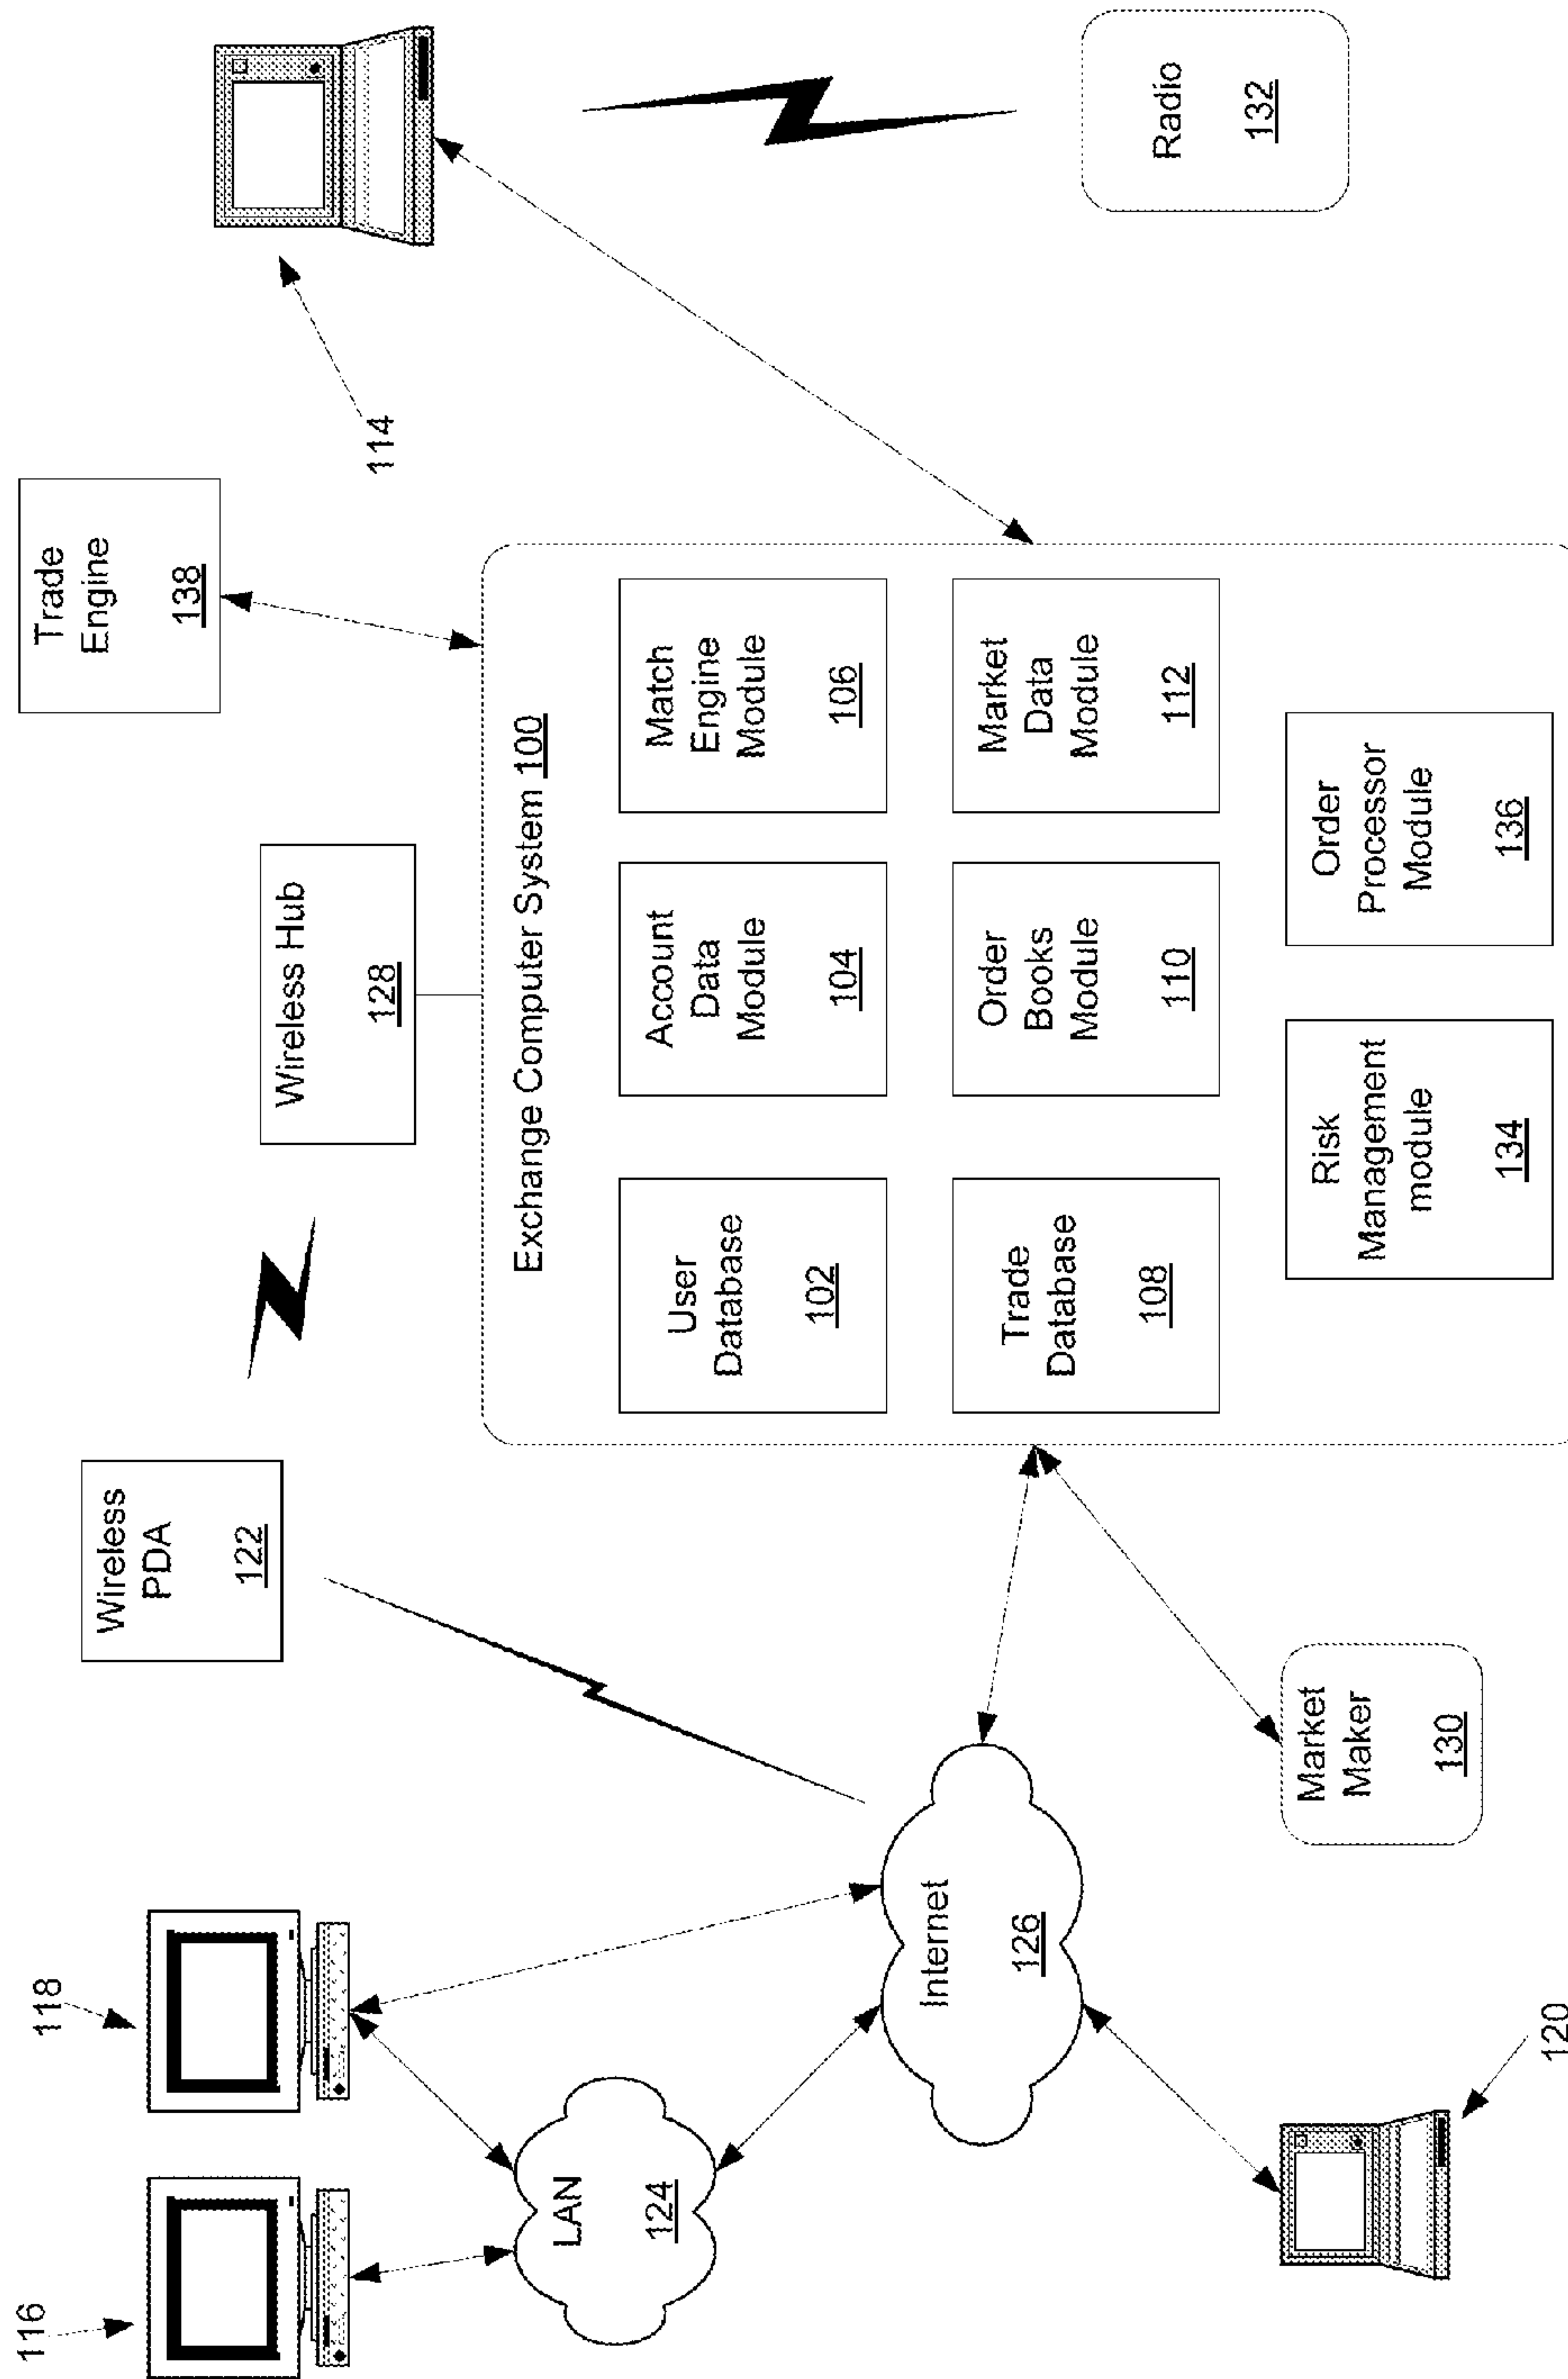 116
118
LAN
124
Internet
126
120
Wireless
PDA
122
Market
Maker
130
Wireless Hub
128
Trade
Engine
138
114
Radio
132
Exchange Computer System 100
User
Database
102
Account
Data
Module
104
Match
Engine
Module
106
Trade
Database
108
Order
Books
Module
110
Market
Data
Module
112
Risk
Management
module
134
Order
Processor
Module
136